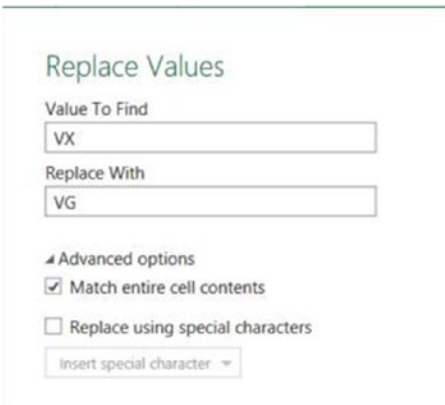 Replace Values
Value To Find
VX
Replace With
VG
Advanced options
Match entire cell contents
Replace using special characters
Insert special character